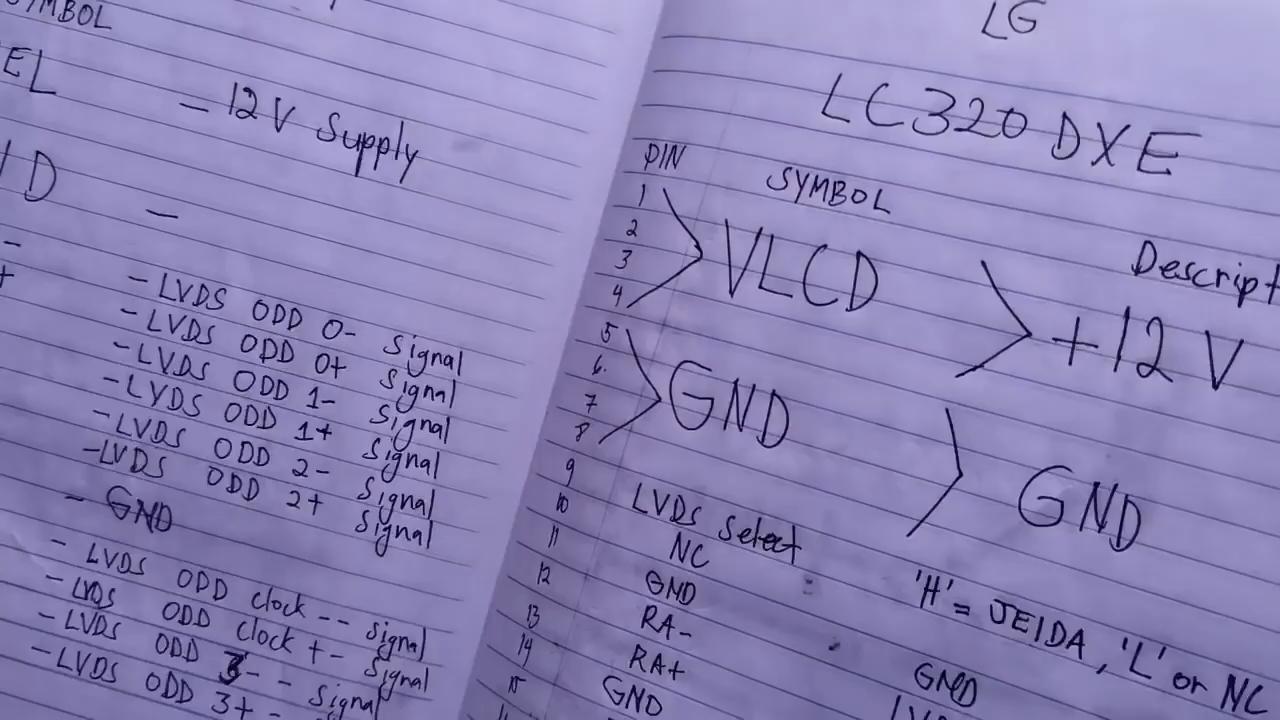 SYMBOL
EL - 12 V Supply
D -
-
+ - LVDS ODD 0- Signal
- LVDS ODD 0+ Signal
- LVDS ODD 1- Signal
- LVDS ODD 1+ Signal
- LVDS ODD 2- Signal
- LVDS ODD 2+ Signal
- GND
- LVDS ODD clock -- Signal
- LVDS ODD clock +- Signal
- LVDS ODD 3- - Signal
- LVDS ODD 3+ -
LG
LC320 DXE
PIN SYMBOL Descript
1
2
3
4
VLCD +12 V
5
6.
7
8
GND GND
9 LVDS Select 'H'= JEIDA, 'L' or NC
10 NC
11 GND GND
12 RA-
13 RA+
14 GND
15